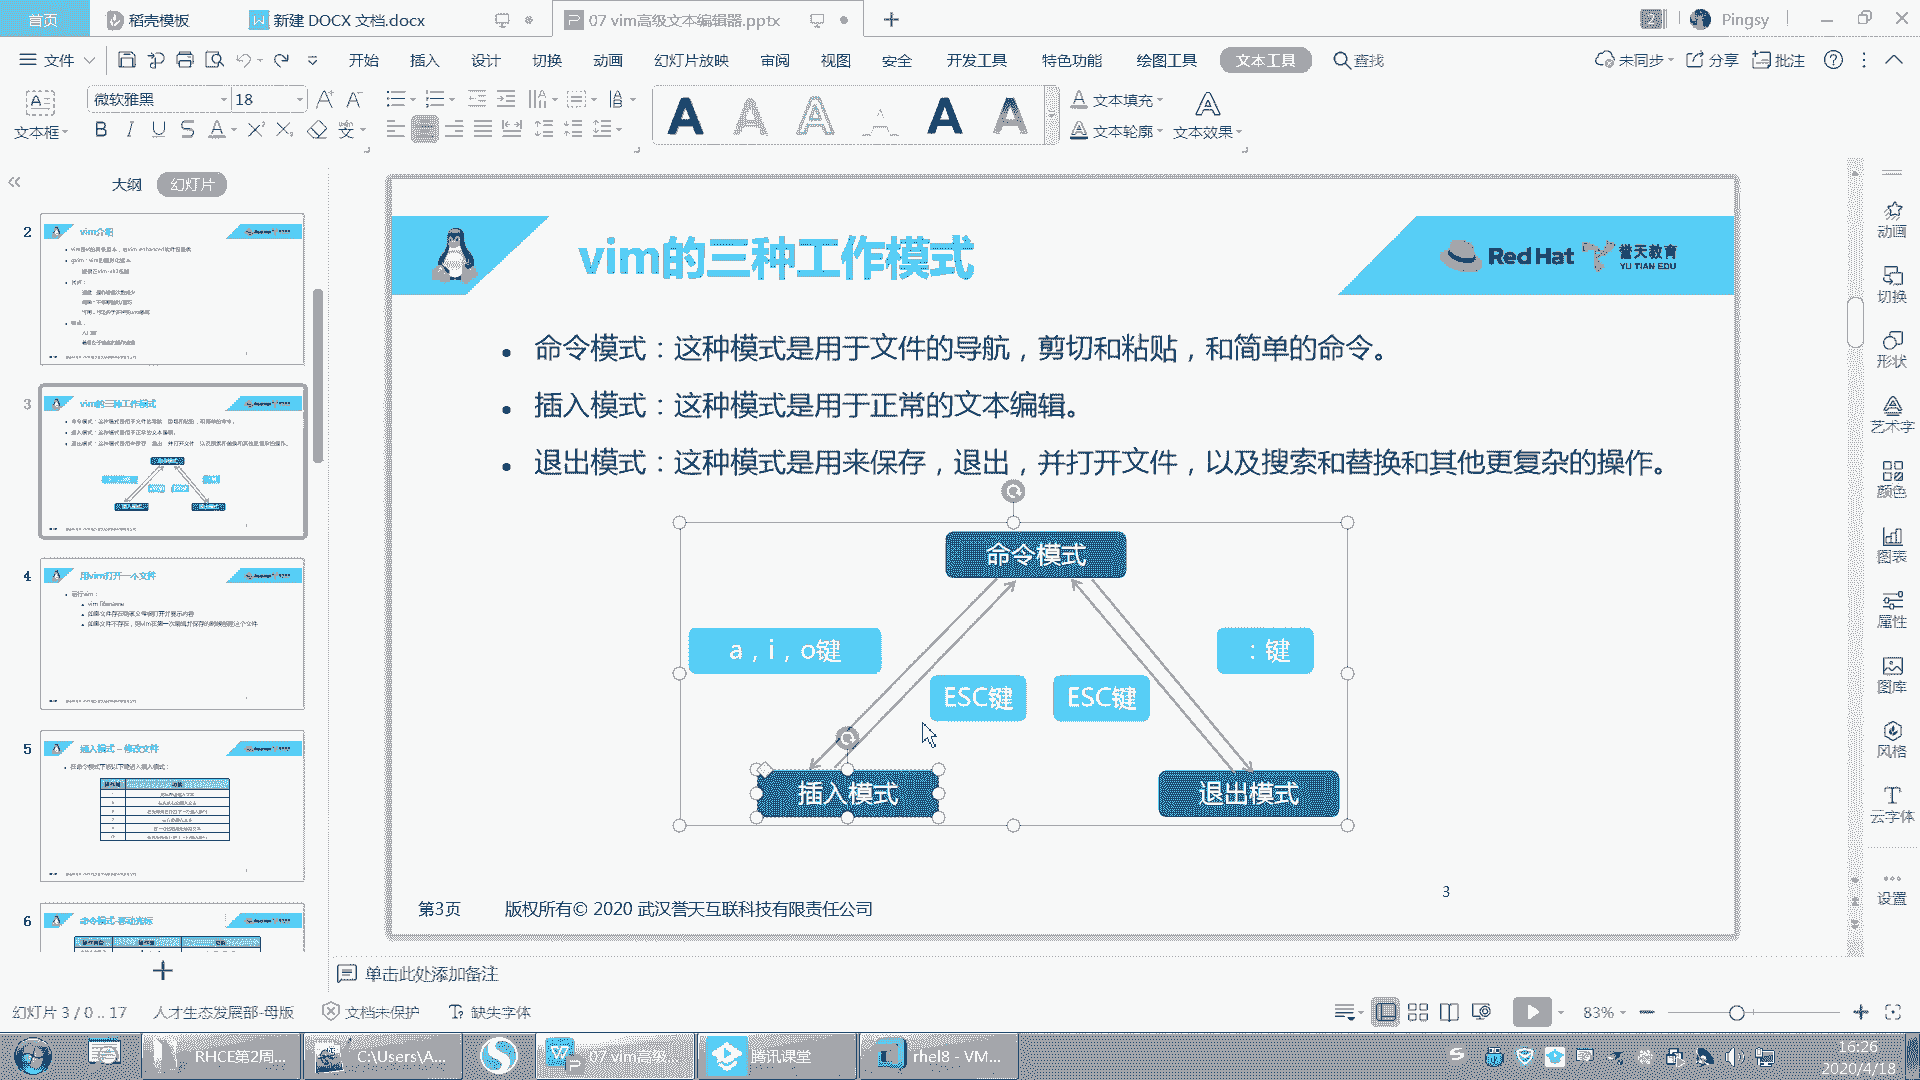 首页
稻壳模板
新建 DOCX 文档.docx
07 vim高级文本编辑器.pptx
2
Pingsy
文件
开始
插入
设计
切换
动画
幻灯片放映
审阅
视图
安全
开发工具
特色功能
绘图工具
文本工具
查找
未同步
分享
批注
文本框
微软雅黑
18
文本填充
文本轮廓
文本效果
大纲
幻灯片
2
vim介绍
3
vim的三种工作模式
4
用vim打开一个文件
运行vim：
vim filename
5
插入模式 – 修改文件
6
命令模式-移动光标
vim的三种工作模式
Red Hat
誉天教育
YU TIAN EDU
命令模式：这种模式是用于文件的导航，剪切和粘贴，和简单的命令。
插入模式：这种模式是用于正常的文本编辑。
退出模式：这种模式是用来保存，退出，并打开文件，以及搜索和替换和其他更复杂的操作。
命令模式
a，i，o键
：键
ESC键
ESC键
插入模式
退出模式
第3页
版权所有© 2020 武汉誉天互联科技有限责任公司
3
动画
切换
形状
艺术字
颜色
图表
属性
图库
风格
云字体
设置
单击此处添加备注
幻灯片 3 / 0 .. 17
人才生态发展部-母版
文档未保护
缺失字体
83%
RHCE第2周...
C:\Users\A...
07 vim高级...
腾讯课堂
rhel8 - VM...
16:26
2020/4/18